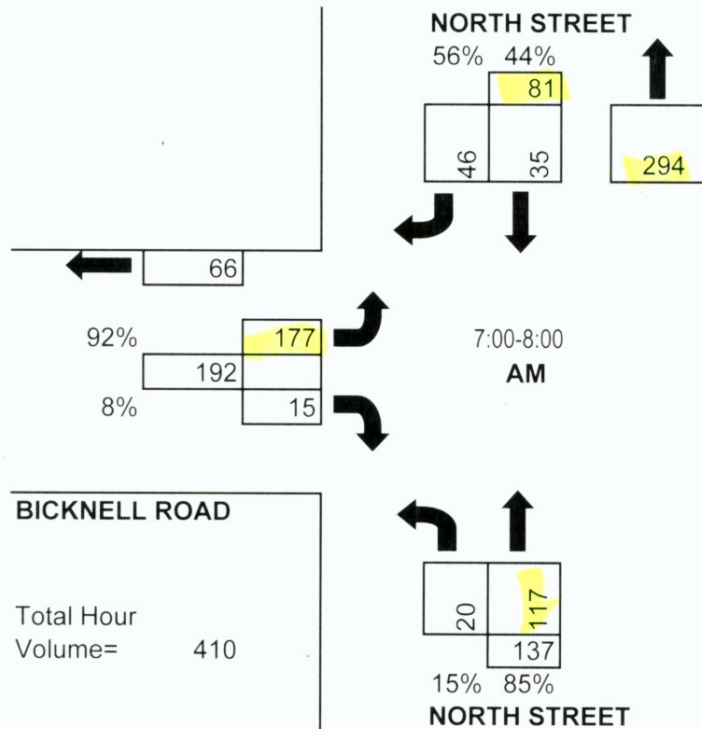 NORTH STREET
56% 44%
81
46 35
294
66
92% 177
192
8% 15
7:00-8:00
AM
BICKNELL ROAD
Total Hour
Volume= 410
20 117
137
15% 85%
NORTH STREET